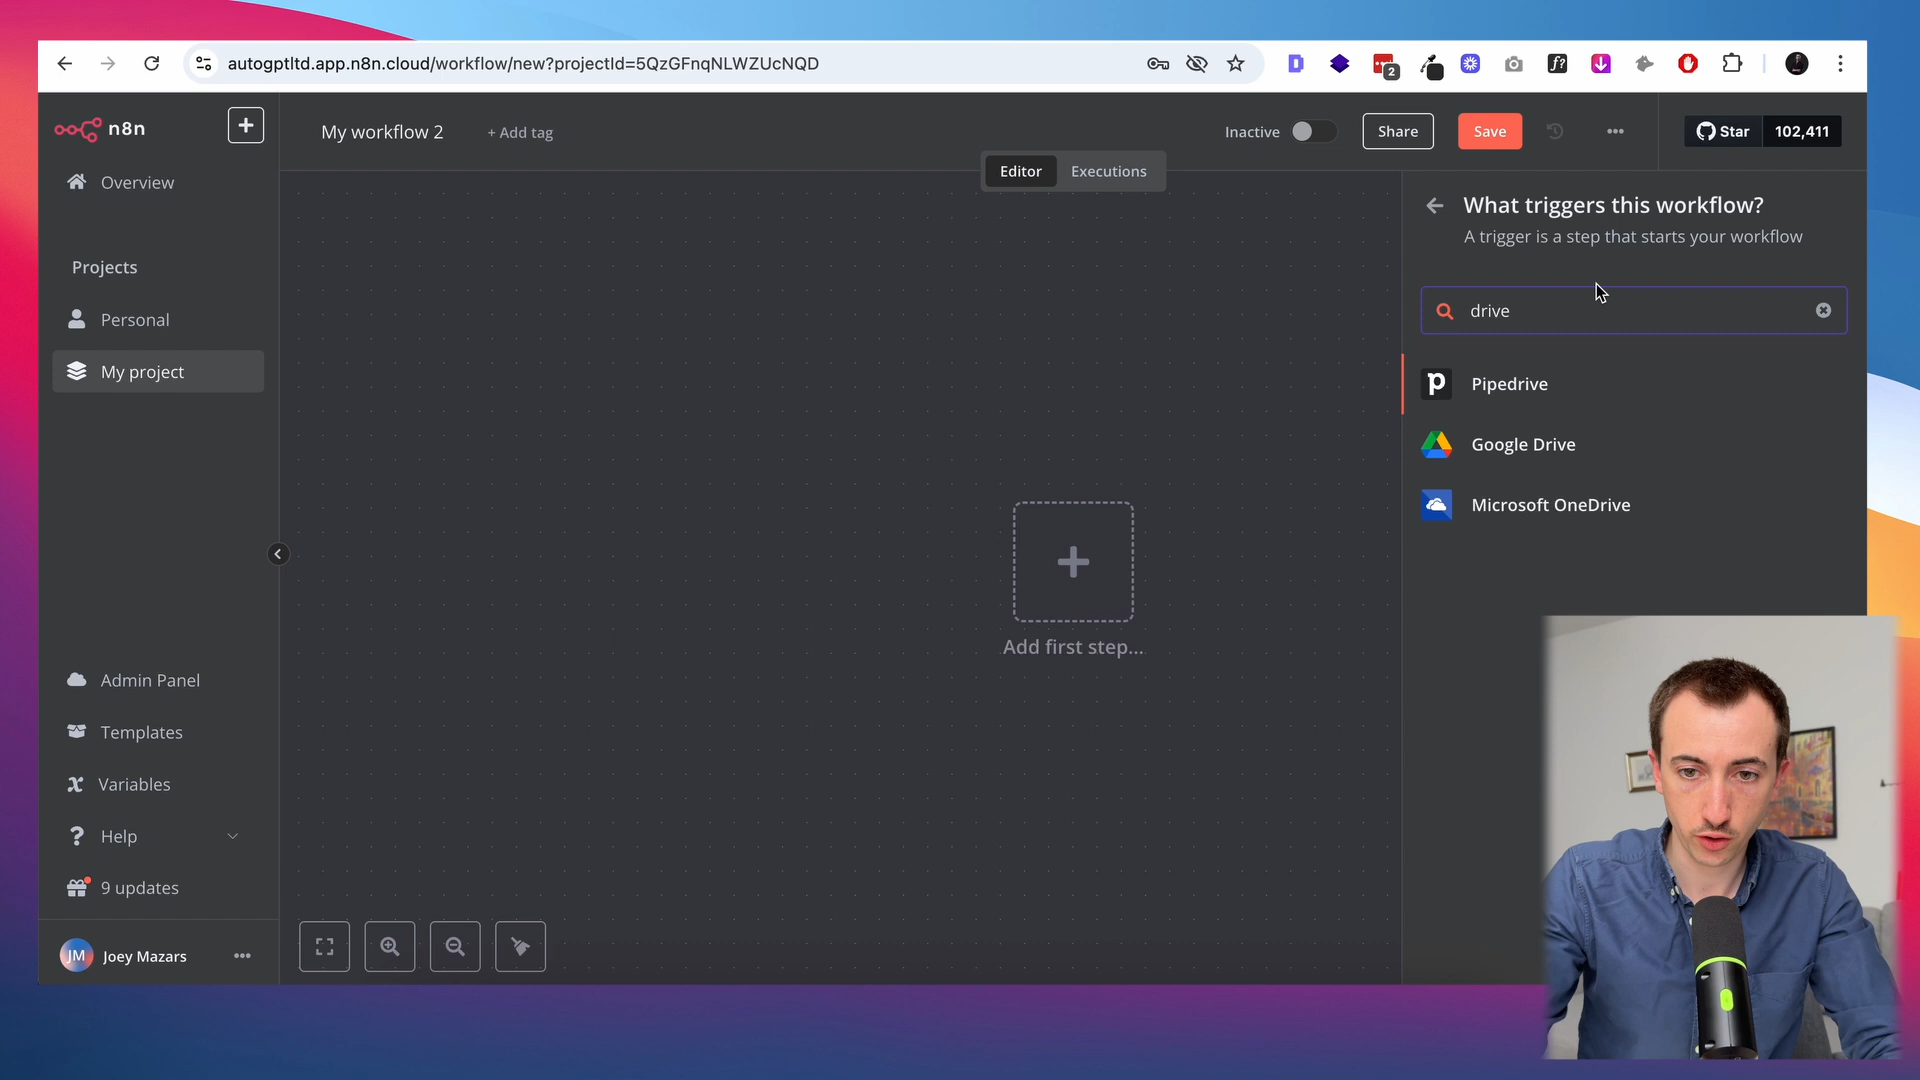 autogptltd.app.n8n.cloud/workflow/new?projectId=5QzGFnqNLWZUcNQD
2
f?
n8n
My workflow 2
+ Add tag
Inactive
Share
Save
Star
102,411
Editor
Executions
Overview
Projects
Personal
My project
What triggers this workflow?
A trigger is a step that starts your workflow
drive
Pipedrive
Google Drive
Microsoft OneDrive
Add first step...
Admin Panel
Templates
Variables
Help
9 updates
JM
Joey Mazars